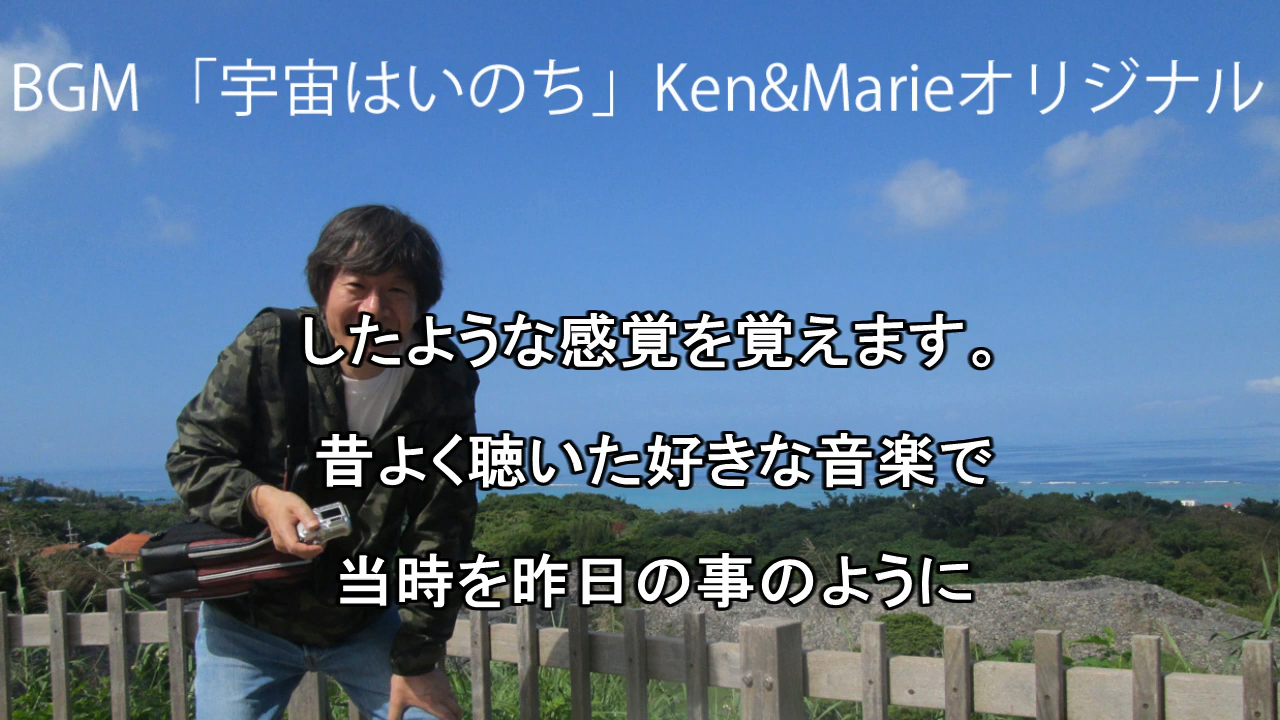 BGM 「宇宙はいのち」Ken&Marieオリジナル
したような感覚を覚えます。
昔よく聴いた好きな音楽で
当時を昨日の事のように